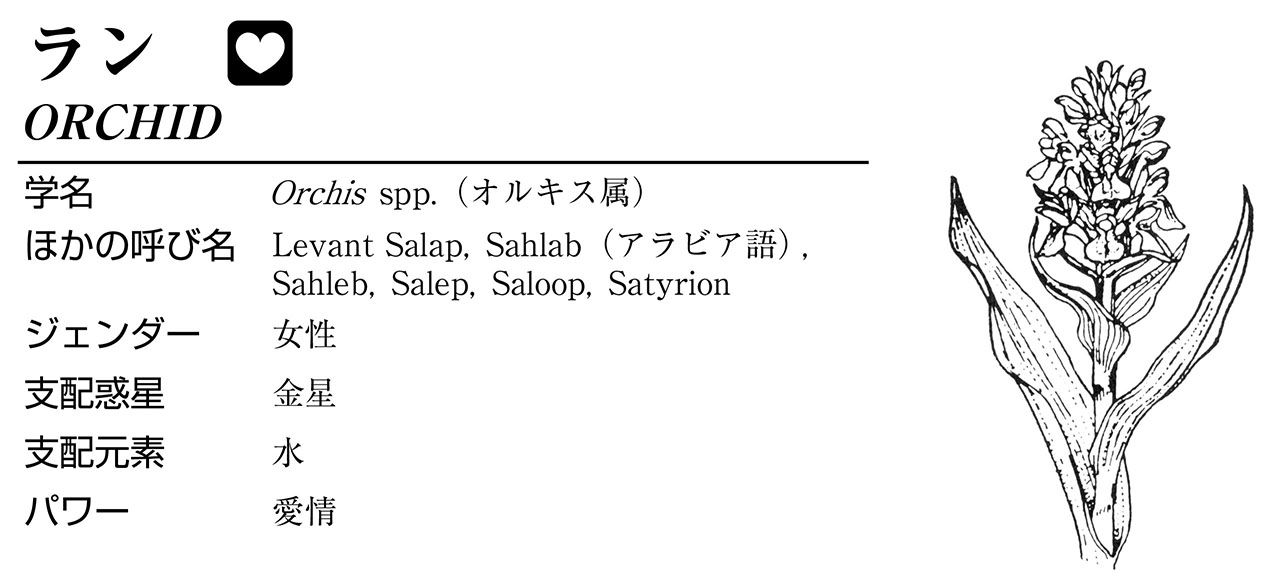 ラン
ORCHID
学名 Orchis spp.（オルキス属）
ほかの呼び名 Levant Salap, Sahlab（アラビア語）,
Sahleb, Salep, Saloop, Satyrion
ジェンダー 女性
支配惑星 金星
支配元素 水
パワー 愛情